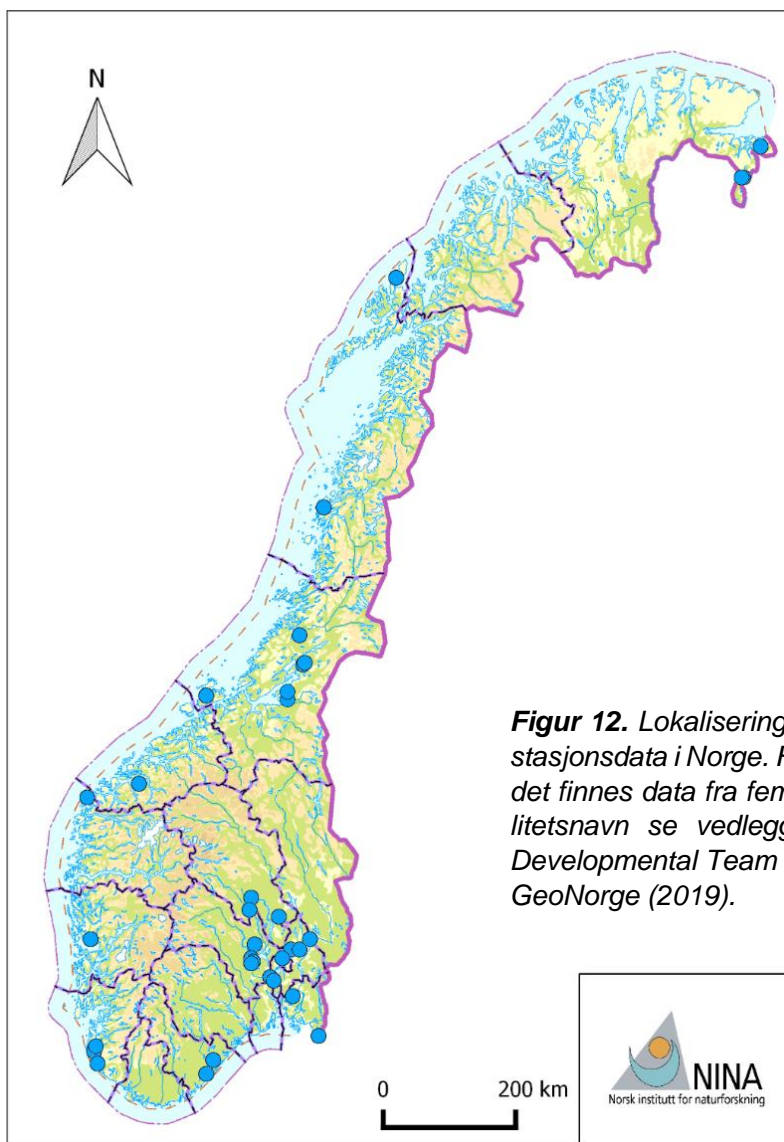 N
Figur 12. Lokalisering
stasjonsdata i Norge.
det finnes data fra
litetsnavn se vedlegg
Developmental Team
GeoNorge (2019).
0 200 km
NINA
Norsk institutt for naturforskning